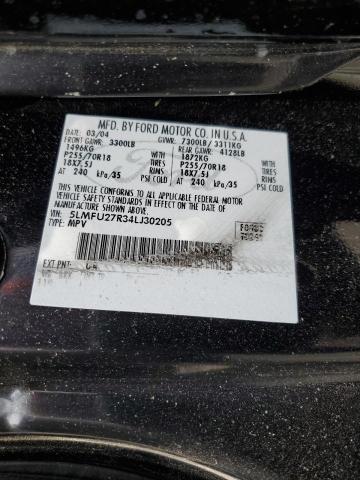 MFD. BY FORD MOTOR CO. IN U.S.A.
DATE: 03/04 GVWR: 7300LB/ 3311KG
FRONT GAWR: 3300LB REAR GAWR: 4128LB
1496KG 1872KG
P255/70R18 TIRES P255/70R18 TIRES
18X7.5J RIMS 18X7.5J RIMS
AT 240 kPa/35 PSI COLD AT 240 kPa/35 PSI COLD
THIS VEHICLE CONFORMS TO ALL APPLICABLE FEDERAL MOTOR
VEHICLE SAFETY STANDARDS IN EFFECT ON THE DATE OF
MANUFACTURE SHOWN ABOVE.
VIN: 5LMFU27R34LJ30205
TYPE: MPV
EXT PNT: